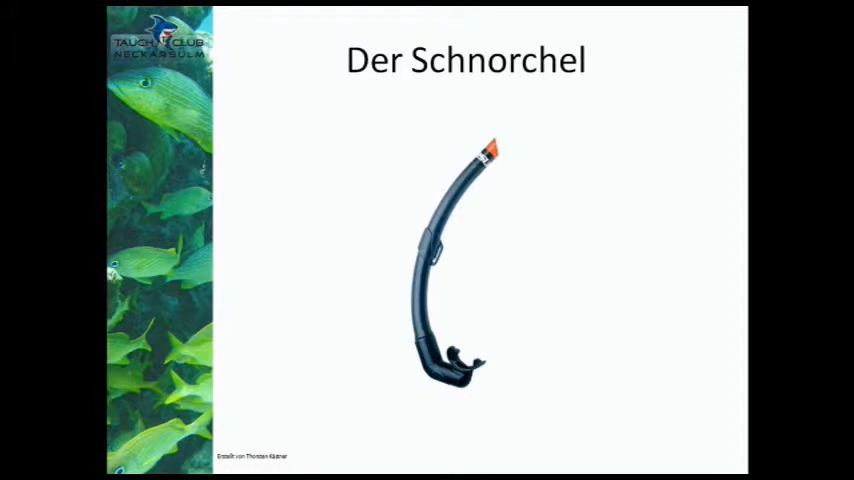 TAUCH CLUB
NECKARSULM
Der Schnorchel
Erstellt von Thorsten Kästner